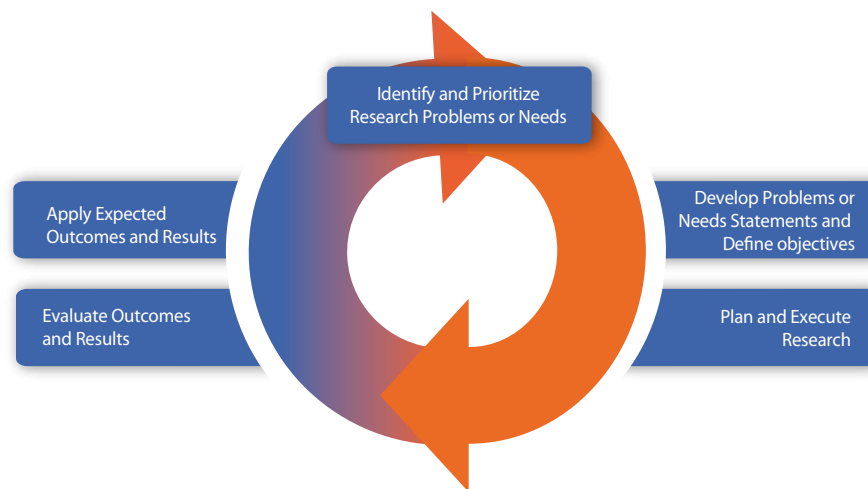 Identify and Prioritize
Research Problems or Needs
Apply Expected
Outcomes and Results
Develop Problems or
Needs Statements and
Define objectives
Evaluate Outcomes
and Results
Plan and Execute
Research